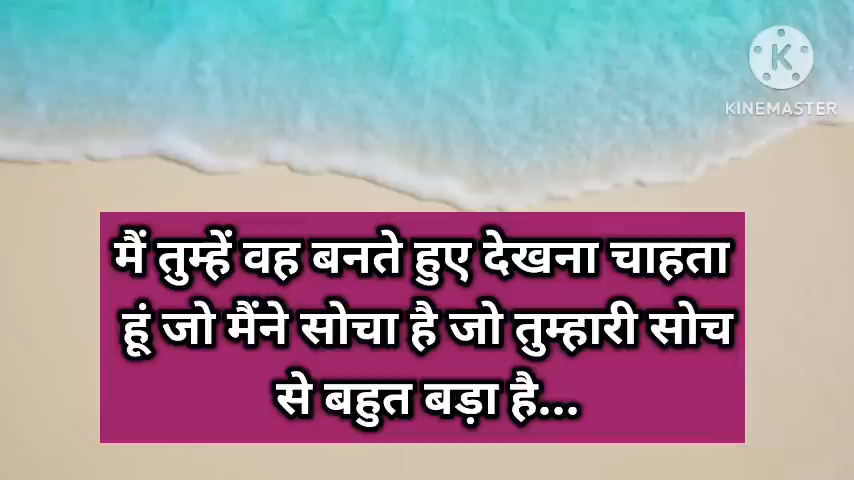 KINEMASTER
मैं तुम्हें वह बनते हुए देखना चाहता
हूं जो मैंने सोचा है जो तुम्हारी सोच
से बहुत बड़ा है...